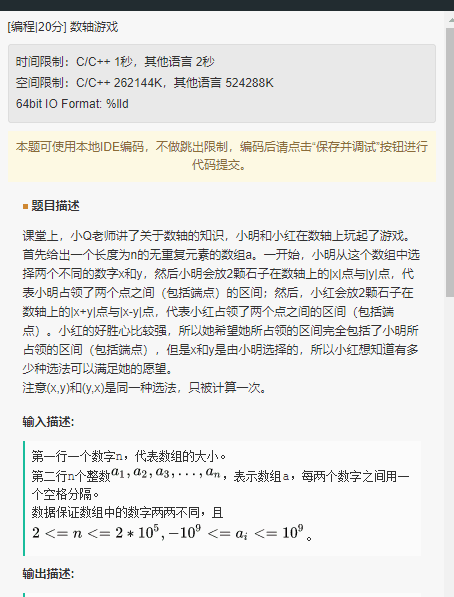 [编程|20分] 数轴游戏
时间限制：C/C++ 1秒，其他语言 2秒
空间限制：C/C++ 262144K，其他语言 524288K
64bit IO Format: %lld
本题可使用本地IDE编码，不做跳出限制，编码后请点击“保存并调试”按钮进行
代码提交。
题目描述
课堂上，小Q老师讲了关于数轴的知识，小明和小红在数轴上玩起了游戏。
首先给出一个长度为n的无重复元素的数组a。一开始，小明从这个数组中选
择两个不同的数字x和y，然后小明会放2颗石子在数轴上的|x|点与|y|点，代
表小明占领了两个点之间（包括端点）的区间；然后，小红会放2颗石子在
数轴上的|x+y|点与|x-y|点，代表小红占领了两个点之间的区间（包括端
点）。小红的好胜心比较强，所以她希望她所占领的区间完全包括了小明所
占领的区间（包括端点），但是x和y是由小明选择的，所以小红想知道有多
少种选法可以满足她的愿望。
注意(x,y)和(y,x)是同一种选法，只被计算一次。
输入描述:
第一行一个数字n，代表数组的大小。
第二行n个整数a₁, a₂, a₃, ..., aₙ，表示数组a，每两个数字之间用一
个空格分隔。
数据保证数组中的数字两两不同，且
2 <= n <= 2 * 10⁵, −10⁹ <= aᵢ <= 10⁹。
输出描述: